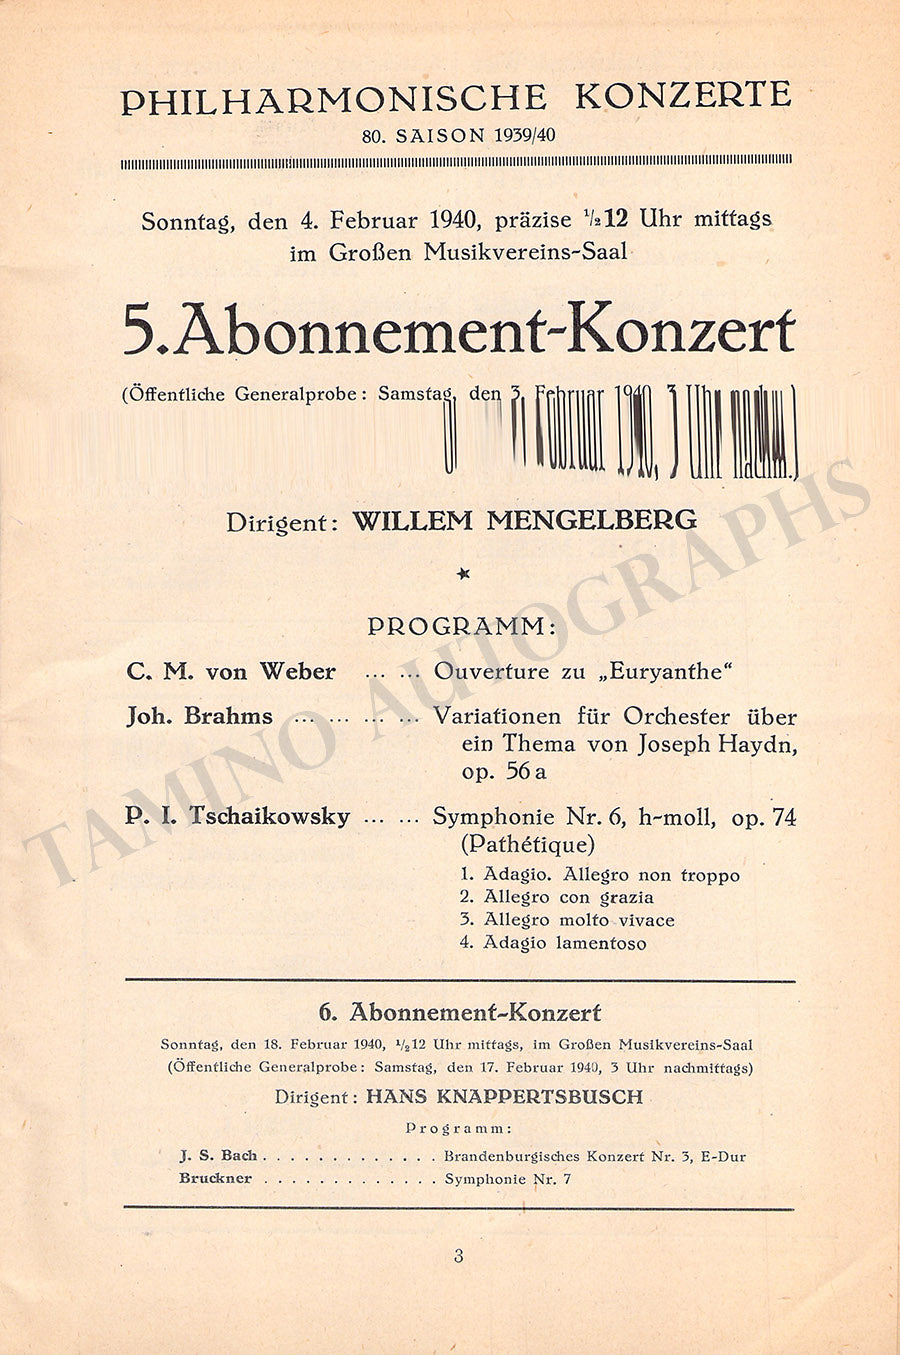 PHILHARMONISCHE KONZERTE
80. SAISON 1939/40
Sonntag, den 4. Februar 1940, präzise ½12 Uhr mittags
im Großen Musikvereins-Saal
5. Abonnement-Konzert
(Öffentliche Generalprobe: Samstag, den 3. Februar 1940, 3 Uhr nachm.)
Dirigent: WILLEM MENGELBERG
PROGRAMM:
C. M. von Weber ... ... Ouverture zu „Euryanthe“
Joh. Brahms ... ... ... ... Variationen für Orchester über
ein Thema von Joseph Haydn,
op. 56 a
P. I. Tschaikowsky ... ... Symphonie Nr. 6, h-moll, op. 74
(Pathétique)
1. Adagio. Allegro non troppo
2. Allegro con grazia
3. Allegro molto vivace
4. Adagio lamentoso
6. Abonnement-Konzert
Sonntag, den 18. Februar 1940, ½12 Uhr mittags, im Großen Musikvereins-Saal
(Öffentliche Generalprobe: Samstag, den 17. Februar 1940, 3 Uhr nachmittags)
Dirigent: HANS KNAPPERTSBUSCH
Programm:
J. S. Bach . . . . . . . . . . . . . Brandenburgisches Konzert Nr. 3, E-Dur
Bruckner . . . . . . . . . . . . . Symphonie Nr. 7
3
TAMINO AUTOGRAPHS